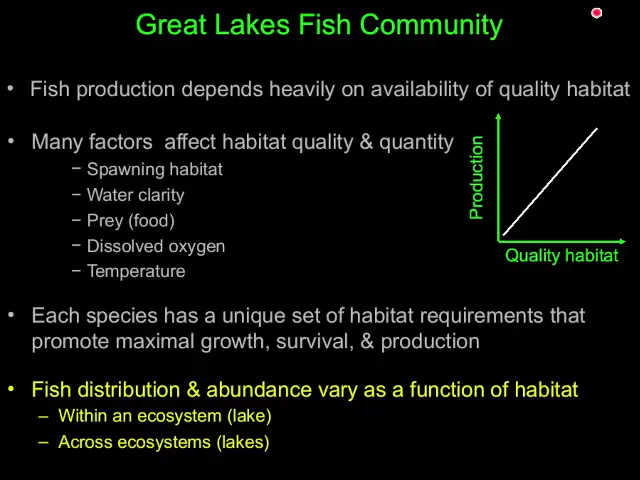 Great Lakes Fish Community
• Fish production depends heavily on availability of quality habitat
• Many factors affect habitat quality & quantity
− Spawning habitat
− Water clarity
− Prey (food)
− Dissolved oxygen
− Temperature
Production
Quality habitat
• Each species has a unique set of habitat requirements that
promote maximal growth, survival, & production
• Fish distribution & abundance vary as a function of habitat
– Within an ecosystem (lake)
– Across ecosystems (lakes)